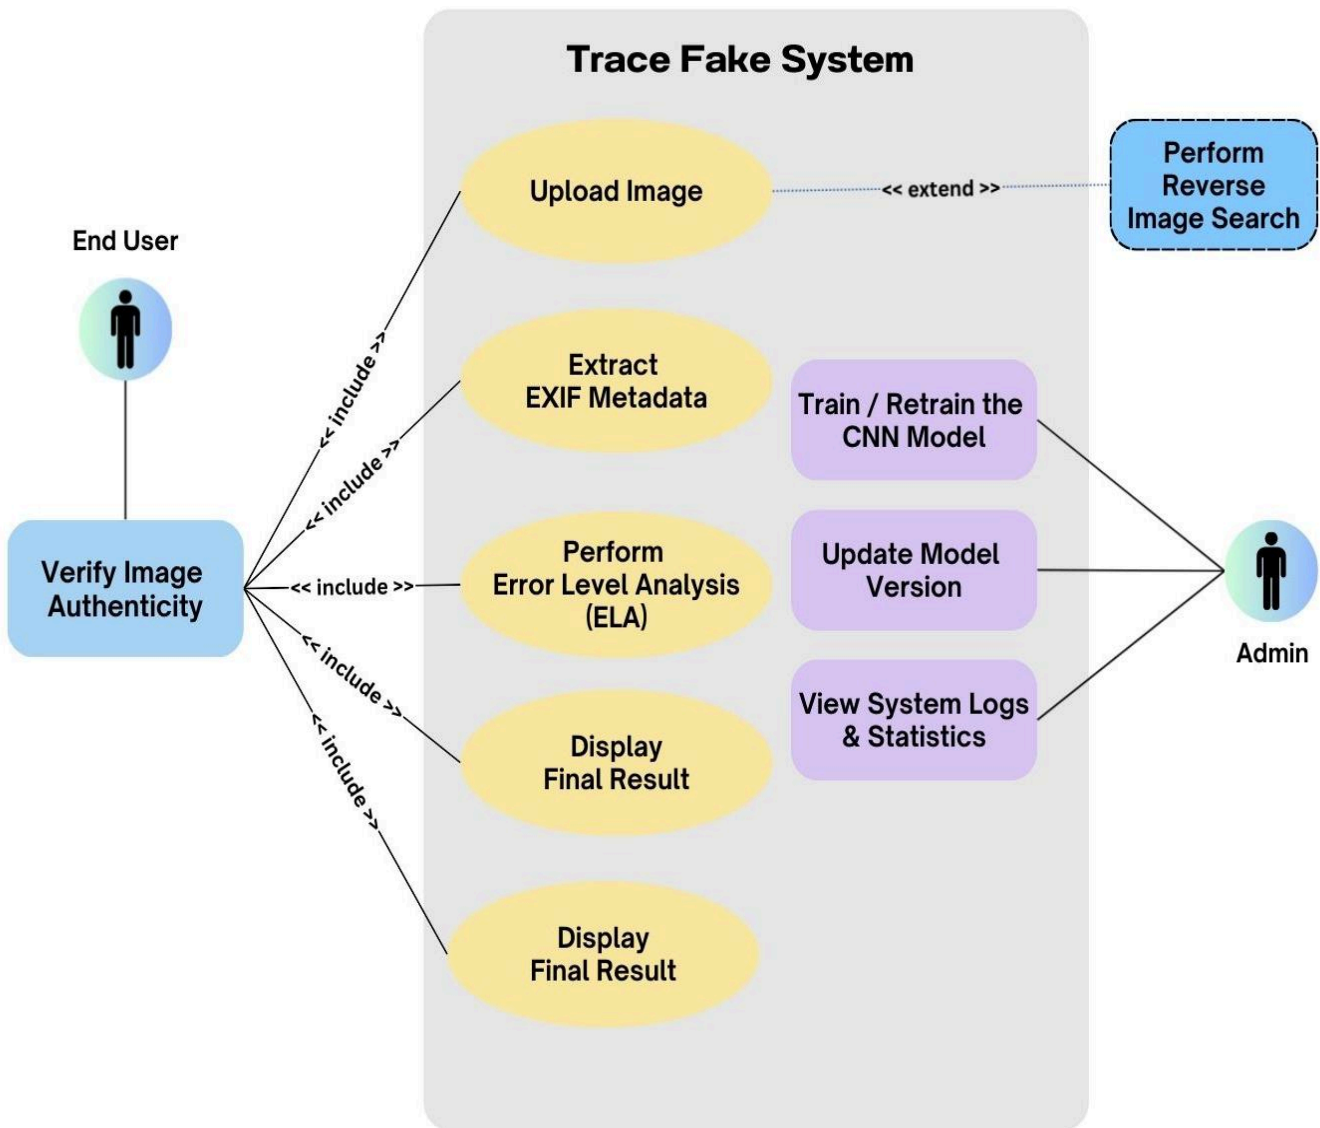 Trace Fake System
Upload Image
<< extend >>
Perform
Reverse
Image Search
End User
<< include >>
Extract
EXIF Metadata
<< include >>
Train / Retrain the
CNN Model
Verify Image
Authenticity
<< include >>
Perform
Error Level Analysis
(ELA)
Update Model
Version
Admin
<< include >>
Display
Final Result
View System Logs
& Statistics
<< include >>
Display
Final Result